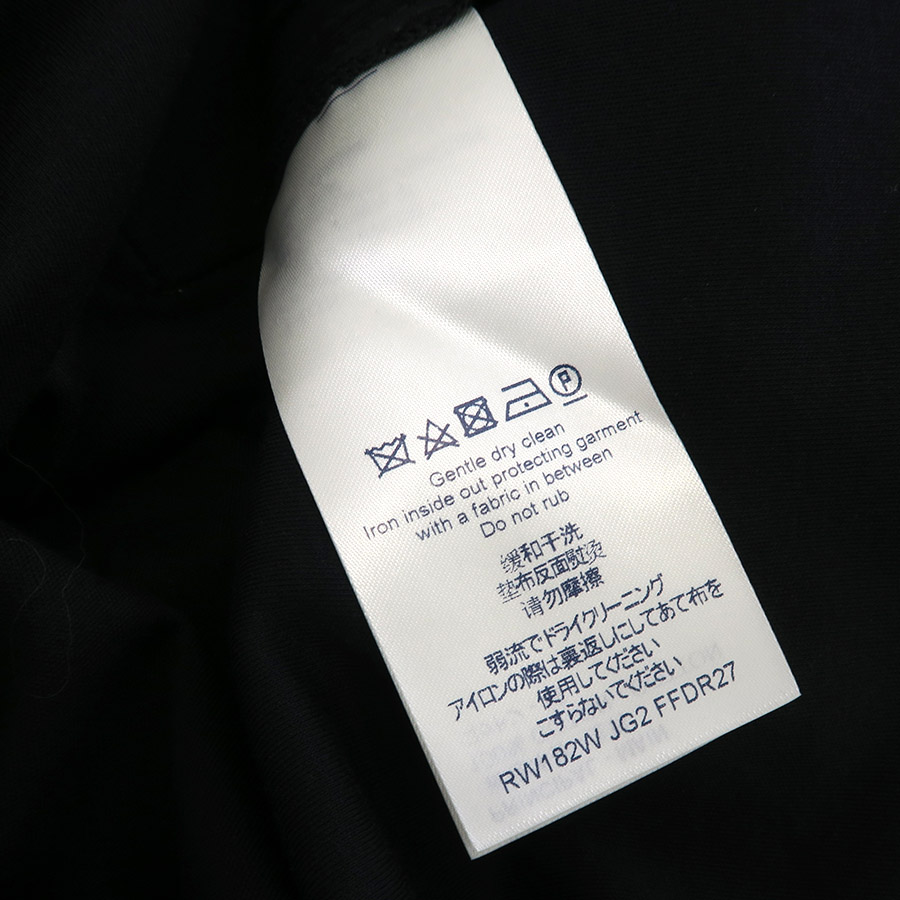 P
Gentle dry clean
Iron inside out protecting garment
with a fabric in between
Do not rub
缓和干洗
垫布反面熨烫
请勿摩擦
弱流でドライクリーニング
アイロンの際は裏返しにしてあて布を
使用してください
こすらないでください
RW182W JG2 FFDR27